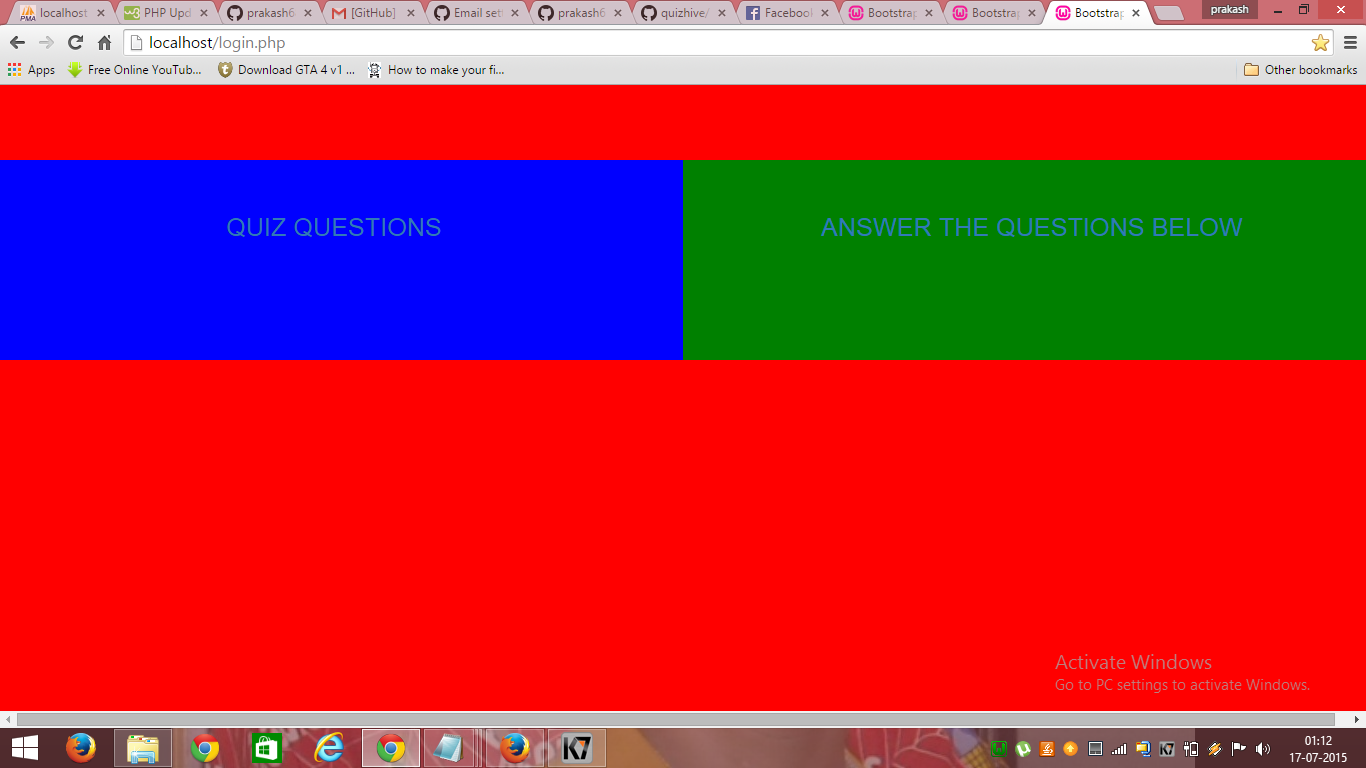 localhost
PHP Upd
prakash6
[GitHub]
Email set
prakash6
quizhive/
Facebook
Bootstrap
Bootstrap
Bootstrap
prakash
localhost/login.php
Apps
Free Online YouTub...
Download GTA 4 v1 ...
How to make your fi...
Other bookmarks
QUIZ QUESTIONS
ANSWER THE QUESTIONS BELOW
Activate Windows
Go to PC settings to activate Windows.
01:12
17-07-2015